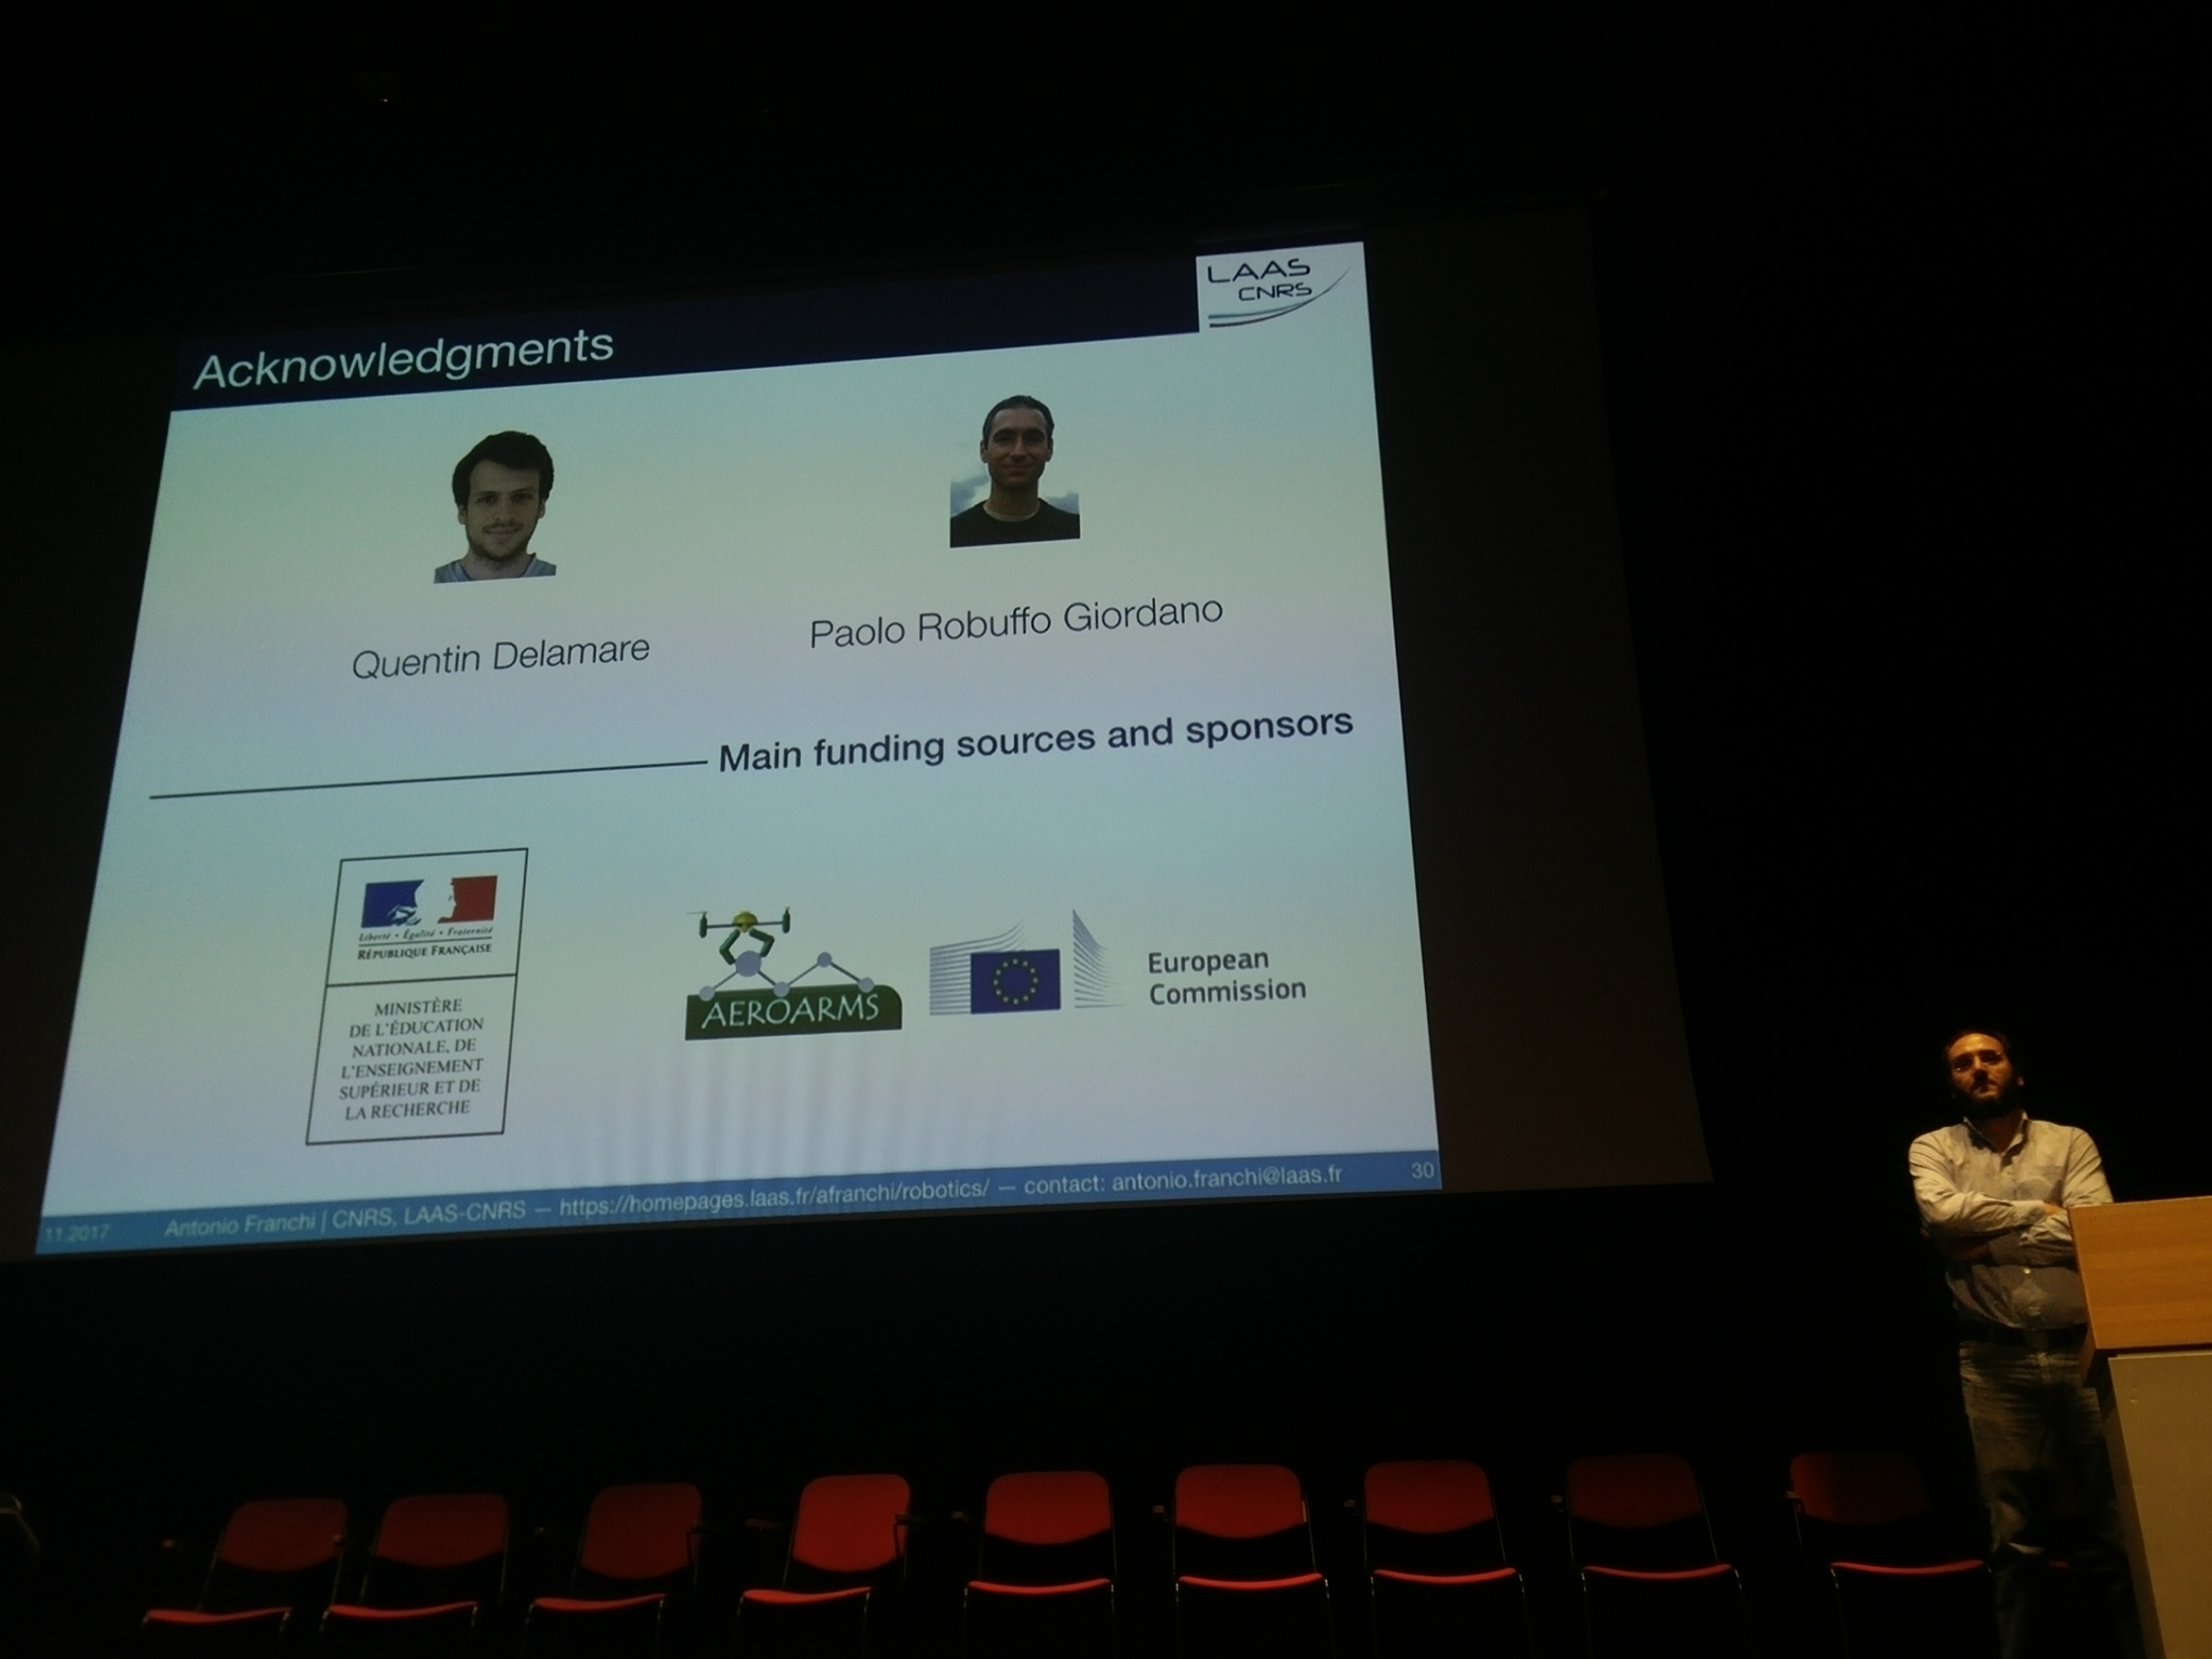 LAAS
CNRS
Acknowledgments
Quentin Delamare
Paolo Robuffo Giordano
Main funding sources and sponsors
Liberté • Égalité • Fraternité
RÉPUBLIQUE FRANÇAISE
MINISTÈRE
DE L'ÉDUCATION
NATIONALE, DE
L'ENSEIGNEMENT
SUPÉRIEUR ET DE
LA RECHERCHE
AEROARMS
European
Commission
11.2017 Antonio Franchi | CNRS, LAAS-CNRS — https://homepages.laas.fr/afranchi/robotics/ — contact: antonio.franchi@laas.fr 30